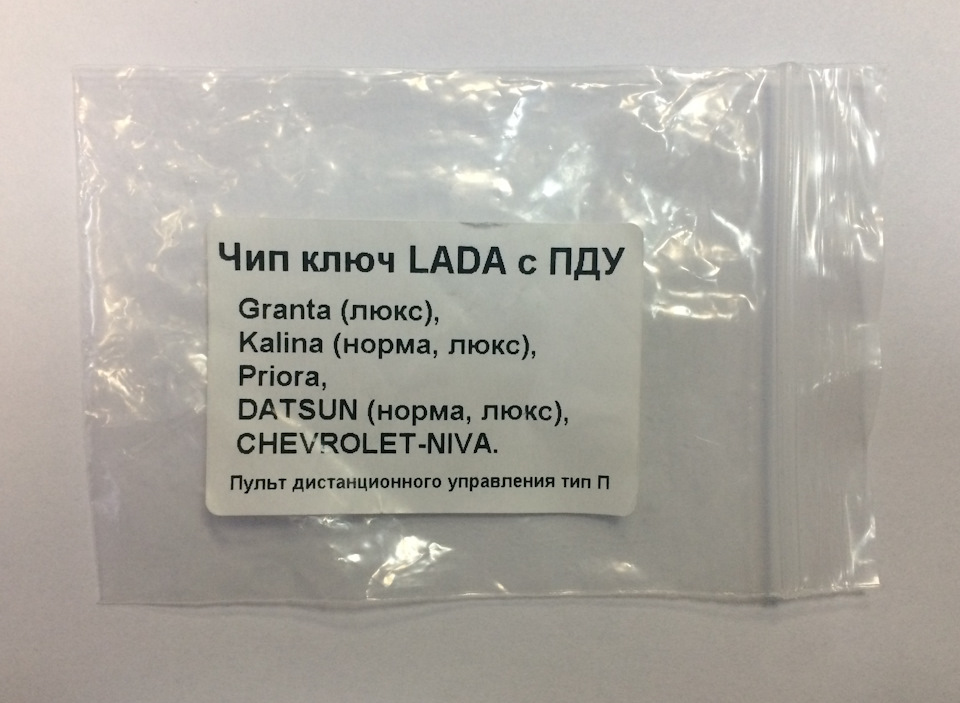 Чип ключ LADA с ПДУ
Granta (люкс),
Kalina (норма, люкс),
Priora,
DATSUN (норма, люкс),
CHEVROLET-NIVA.
Пульт дистанционного управления тип П